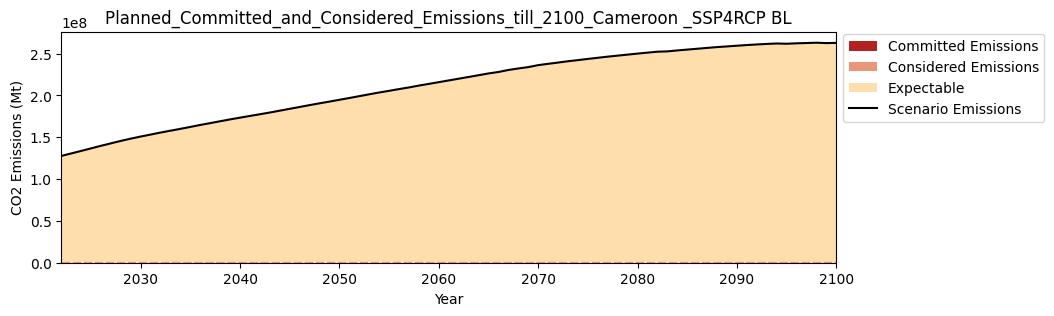 Planned_Committed_and_Considered_Emissions_till_2100_Cameroon _SSP4RCP BL
1e8
2.5
2.0
1.5
1.0
0.5
0.0
CO2 Emissions (Mt)
2030 2040 2050 2060 2070 2080 2090 2100
Year
Committed Emissions
Considered Emissions
Expectable
Scenario Emissions